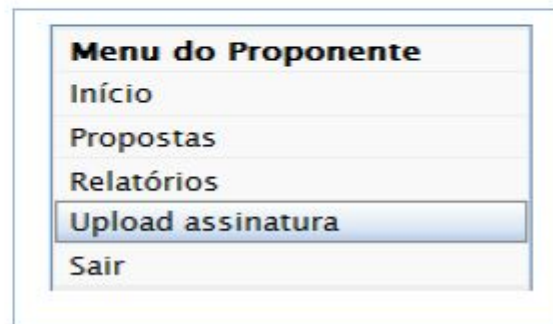 Menu do Proponente
Início
Propostas
Relatórios
Upload assinatura
Sair